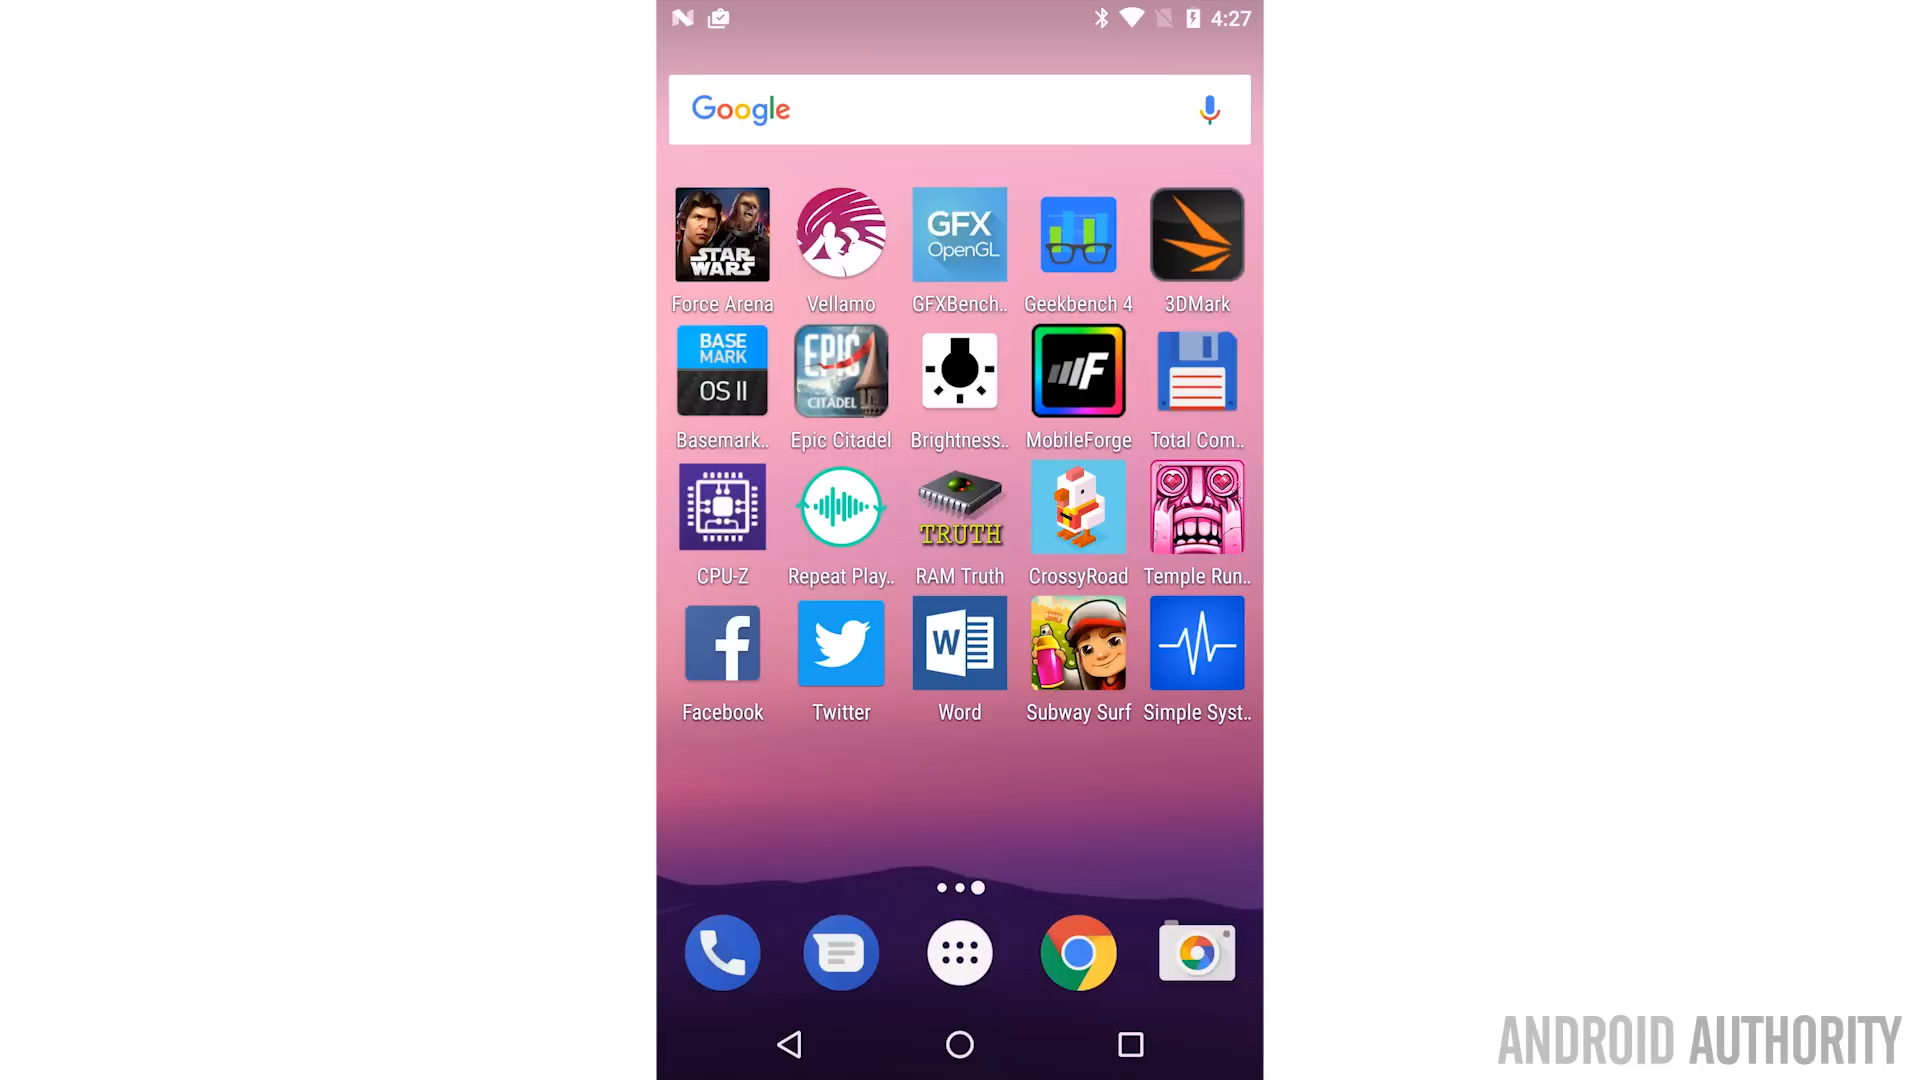 4:27
Google
STAR WARS
GFX OpenGL
Force Arena Vellamo GFXBench.. Geekbench 4 3DMark
BASE MARK OS II
EPIC CITADEL
F
Basemark.. Epic Citadel Brightness.. MobileForge Total Com..
TRUTH
CPU-Z Repeat Play.. RAM Truth CrossyRoad Temple Run..
f
W
Facebook Twitter Word Subway Surf Simple Syst..
ANDROID AUTHORITY